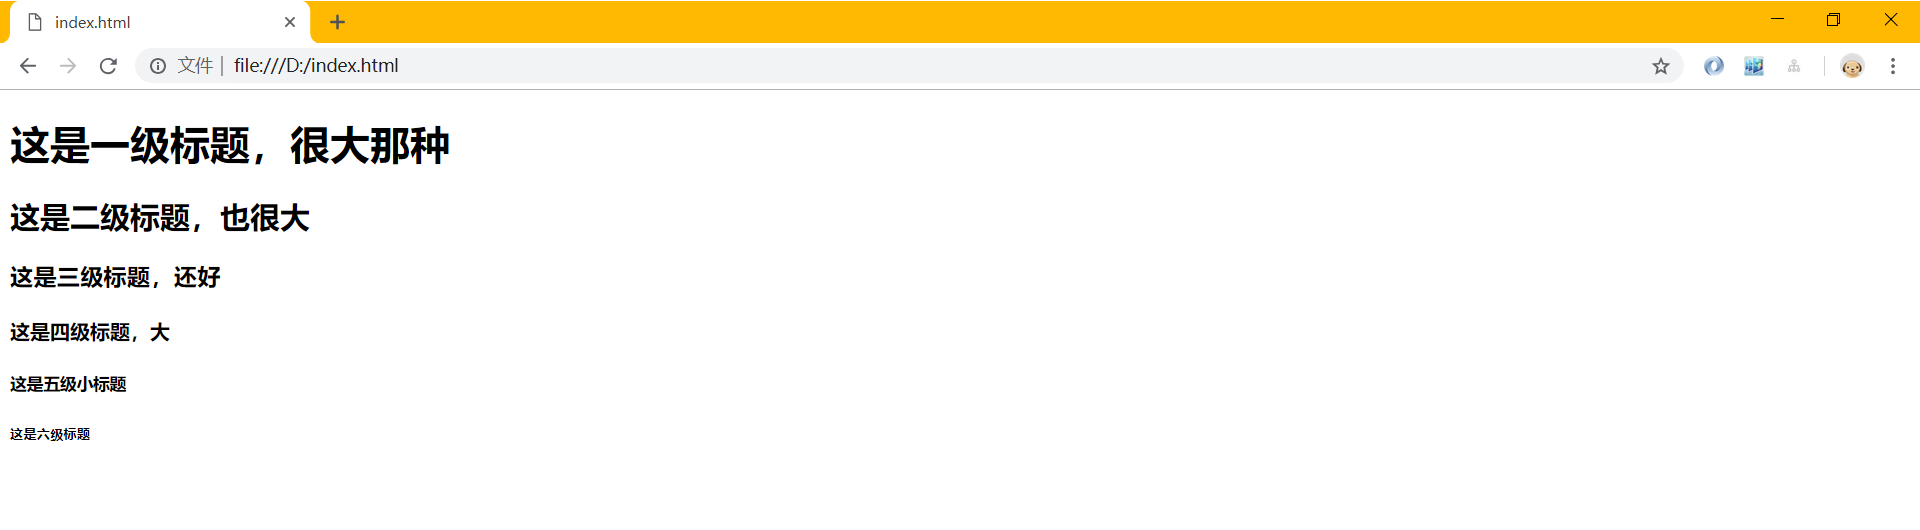 index.html
文件 | file:///D:/index.html
这是一级标题，很大那种
这是二级标题，也很大
这是三级标题，还好
这是四级标题，大
这是五级小标题
这是六级标题